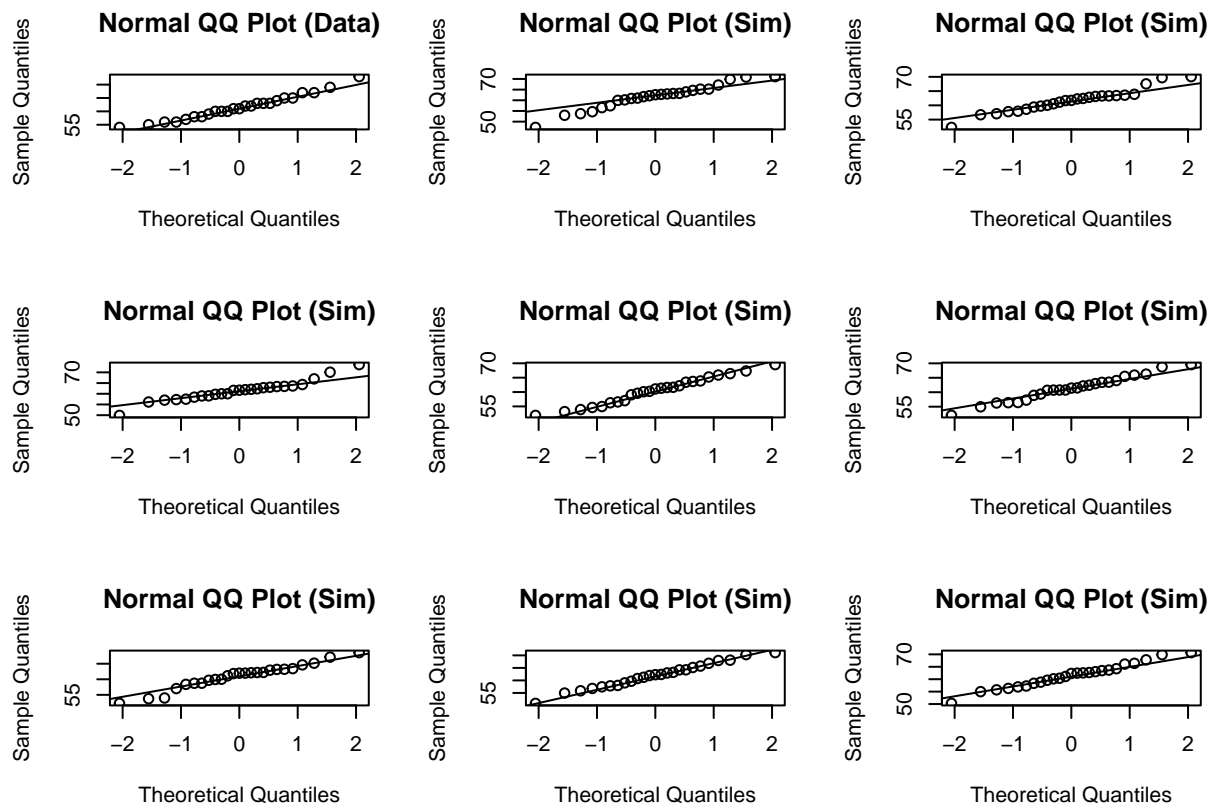 Normal QQ Plot (Data)
Sample Quantiles
55
−2 −1 0 1 2
Theoretical Quantiles
Normal QQ Plot (Sim)
Sample Quantiles
50 70
−2 −1 0 1 2
Theoretical Quantiles
Normal QQ Plot (Sim)
Sample Quantiles
55 70
−2 −1 0 1 2
Theoretical Quantiles
Normal QQ Plot (Sim)
Sample Quantiles
50 70
−2 −1 0 1 2
Theoretical Quantiles
Normal QQ Plot (Sim)
Sample Quantiles
55 70
−2 −1 0 1 2
Theoretical Quantiles
Normal QQ Plot (Sim)
Sample Quantiles
55 70
−2 −1 0 1 2
Theoretical Quantiles
Normal QQ Plot (Sim)
Sample Quantiles
55
−2 −1 0 1 2
Theoretical Quantiles
Normal QQ Plot (Sim)
Sample Quantiles
55
−2 −1 0 1 2
Theoretical Quantiles
Normal QQ Plot (Sim)
Sample Quantiles
50 70
−2 −1 0 1 2
Theoretical Quantiles